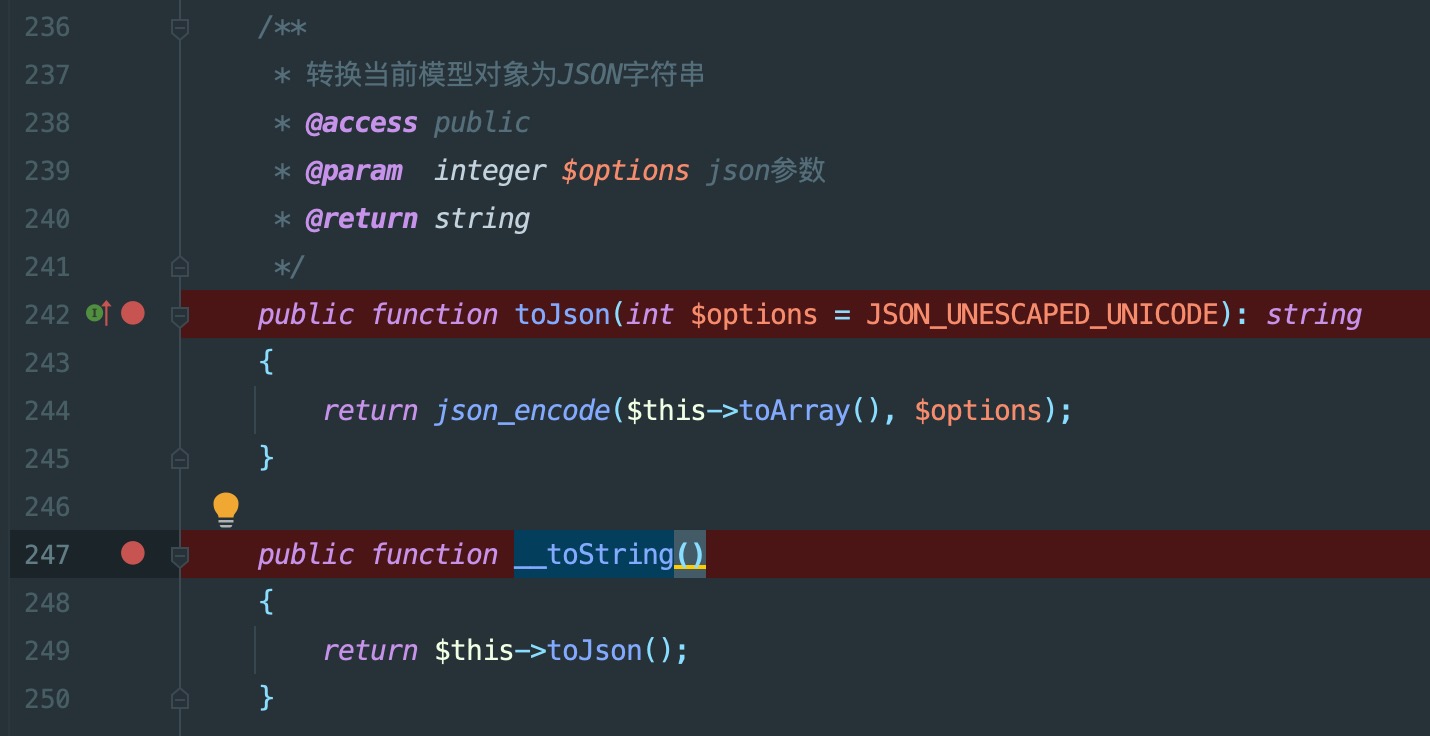 236 /**
237 * 转换当前模型对象为JSON字符串
238 * @access public
239 * @param  integer $options json参数
240 * @return string
241 */
242 public function toJson(int $options = JSON_UNESCAPED_UNICODE): string
243 {
244 return json_encode($this->toArray(), $options);
245 }
246
247 public function __toString()
248 {
249 return $this->toJson();
250 }